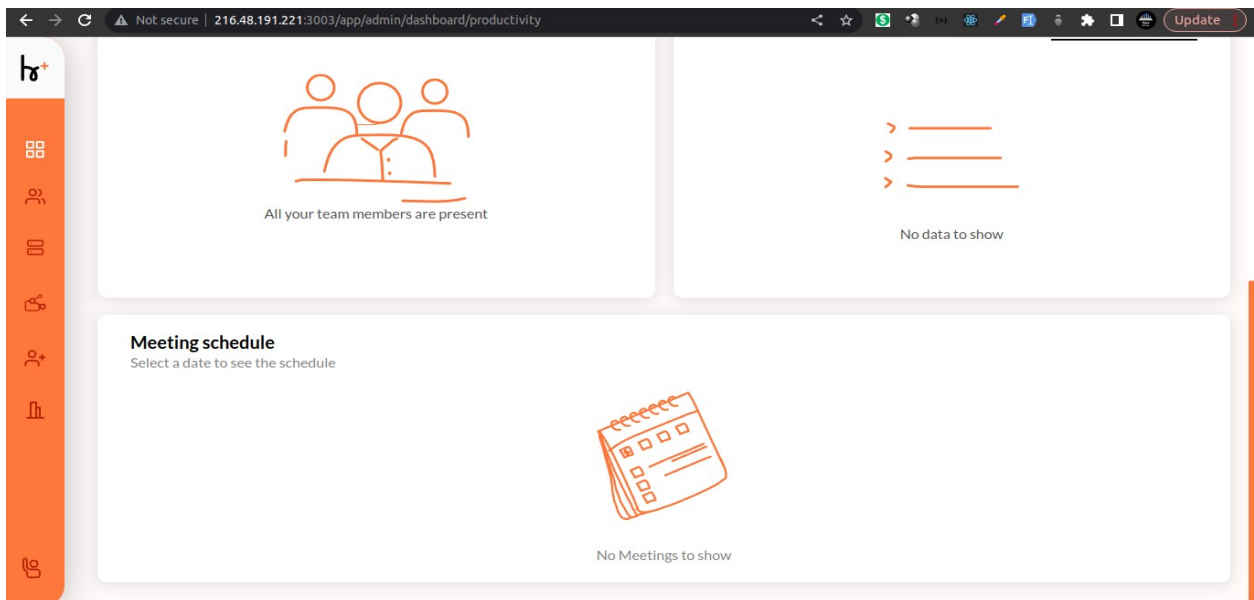 Not secure | 216.48.191.221:3003/app/admin/dashboard/productivity
Update
hr+
All your team members are present
No data to show
Meeting schedule
Select a date to see the schedule
No Meetings to show